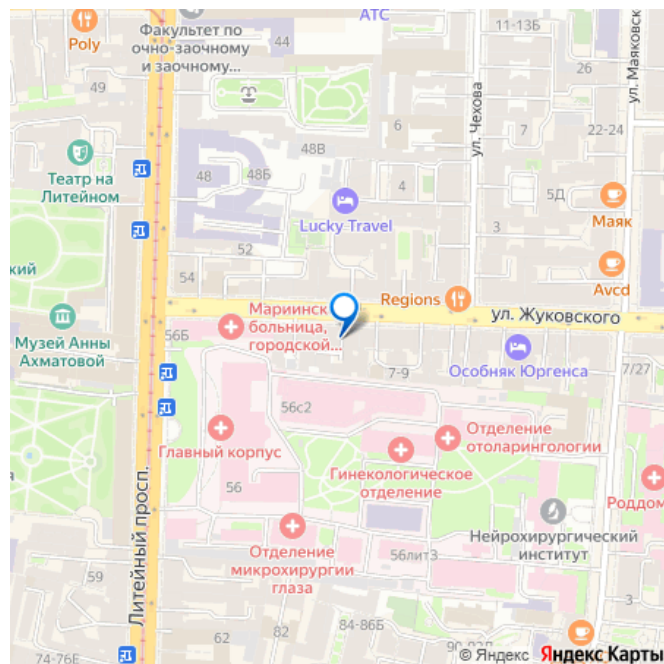 АТС
11-13Б
Poly
Факультет по
очно-заочному
и заочному...
44
26
49
ул. Маяковск
ул. Чехова
6
7
22-24
48В
Театр на
Литейном
48
48Б
4
5Д
Маяк
Lucky Travel
3
52
кий
54
Avcd
Regions
ул. Жуковского
Мариинск
больница,
городской...
56Б
Музей Анны
Ахматовой
Особняк Юргенса
7-9
7/27
56с2
Отделение
отоларингологии
Главный корпус
Гинекологическое
отделение
56
Роддом
Литейный просп.
Нейрохирургический
институт
Отделение
микрохирургии
глаза
56лит3
59
3
62
84-86Б
82
74-76Е
© Яндекс Яндекс Карты